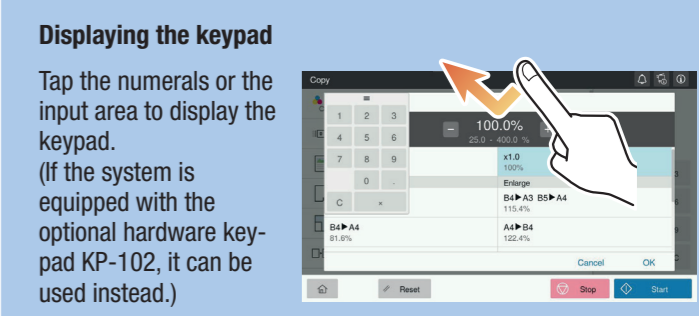 Displaying the keypad
Tap the numerals or the
input area to display the
keypad.
(If the system is
equipped with the
optional hardware key-
pad KP-102, it can be
used instead.)
Copy
1 2 3
4 5 6
7 8 9
0 .
C ×
− 100.0%
25.0 - 400.0 %
x1.0
100%
Enlarge
B4▶A3 B5▶A4
115.4%
B4▶A4
81.6%
A4▶B4
122.4%
Cancel OK
Reset Stop Start